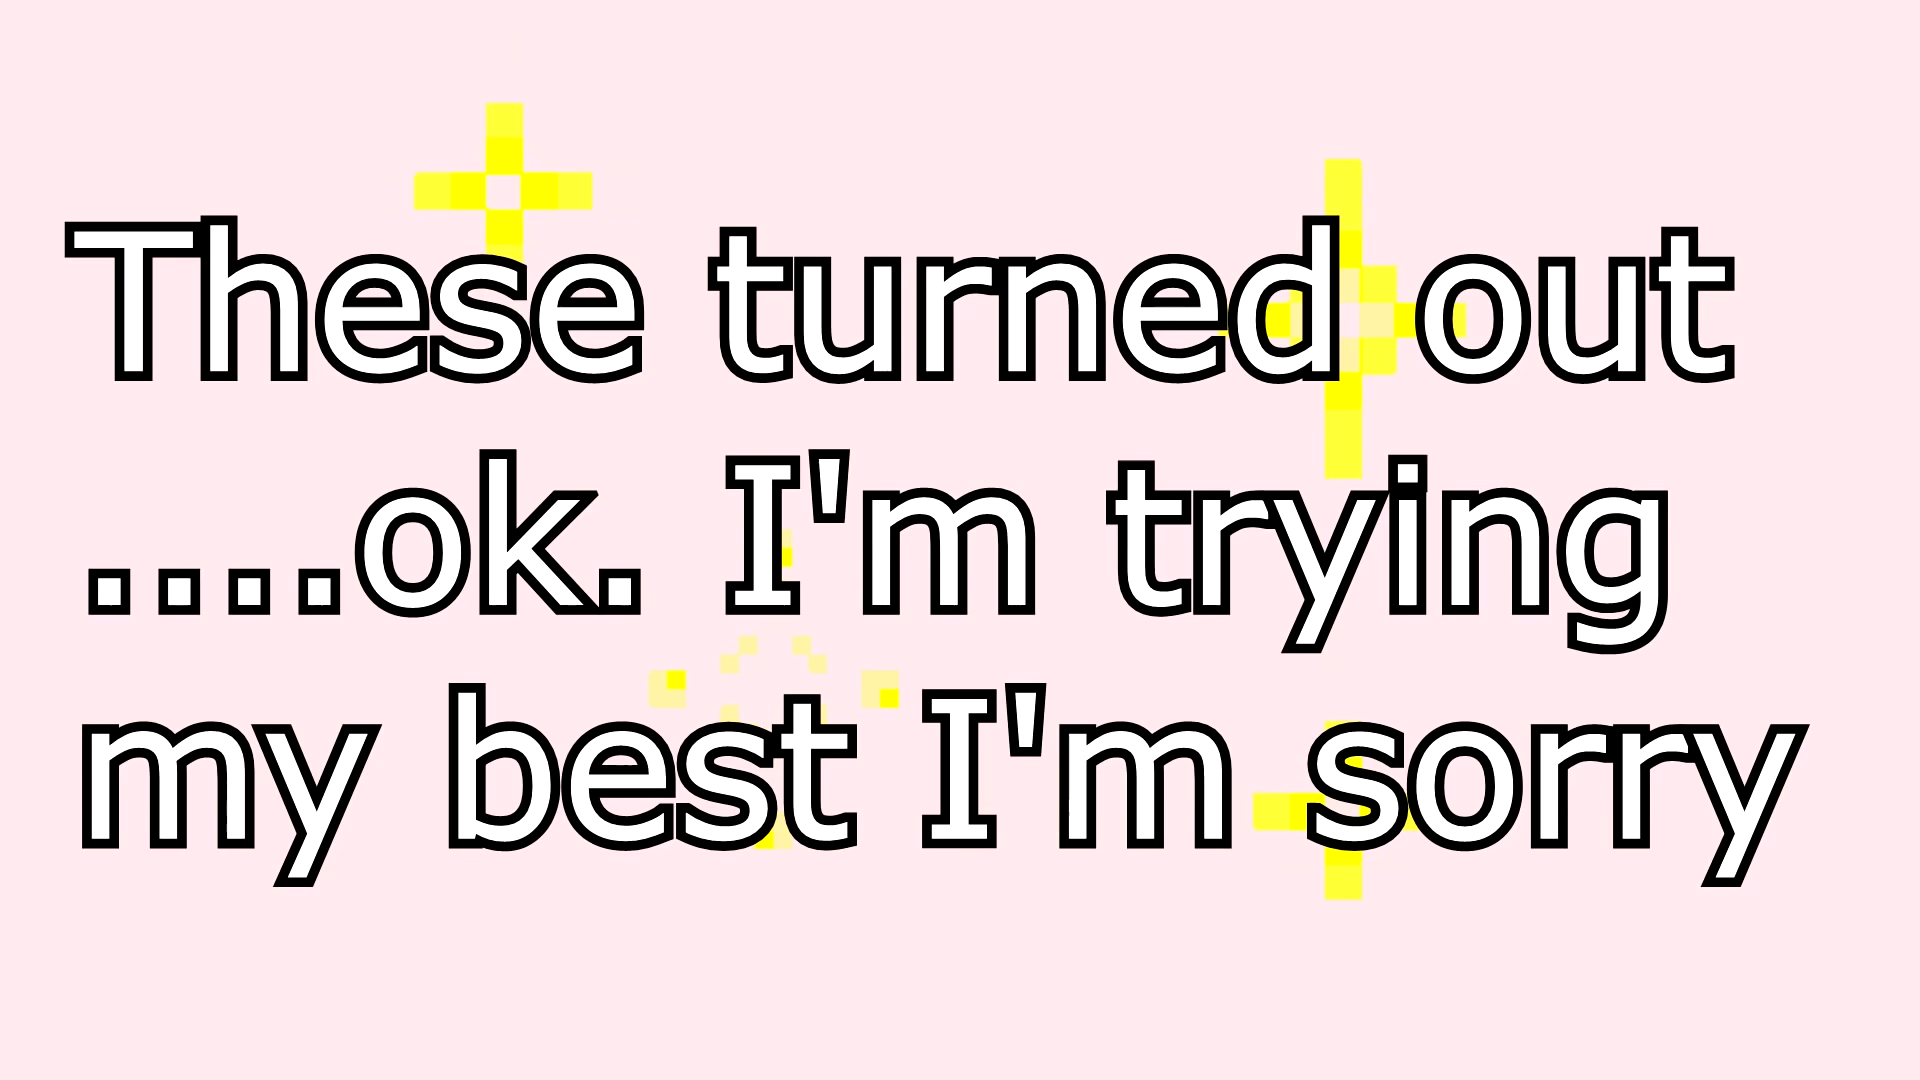 These turned out
....ok. I'm trying
my best I'm sorry